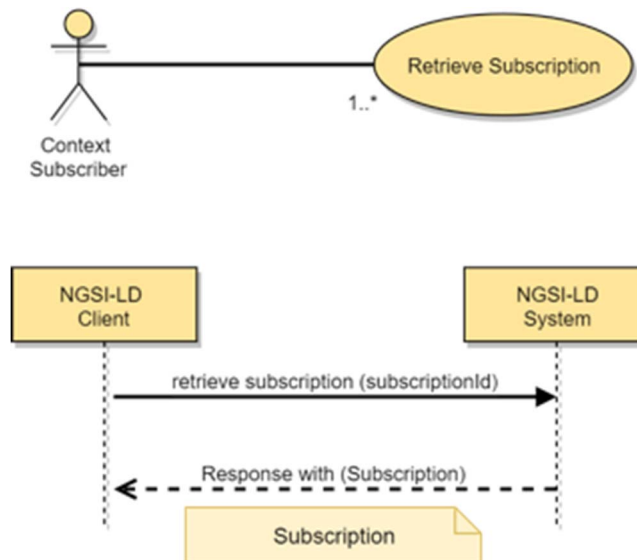 Retrieve Subscription
1..*
Context
Subscriber
NGSI-LD
Client
NGSI-LD
System
retrieve subscription (subscriptionId)
Response with (Subscription)
Subscription